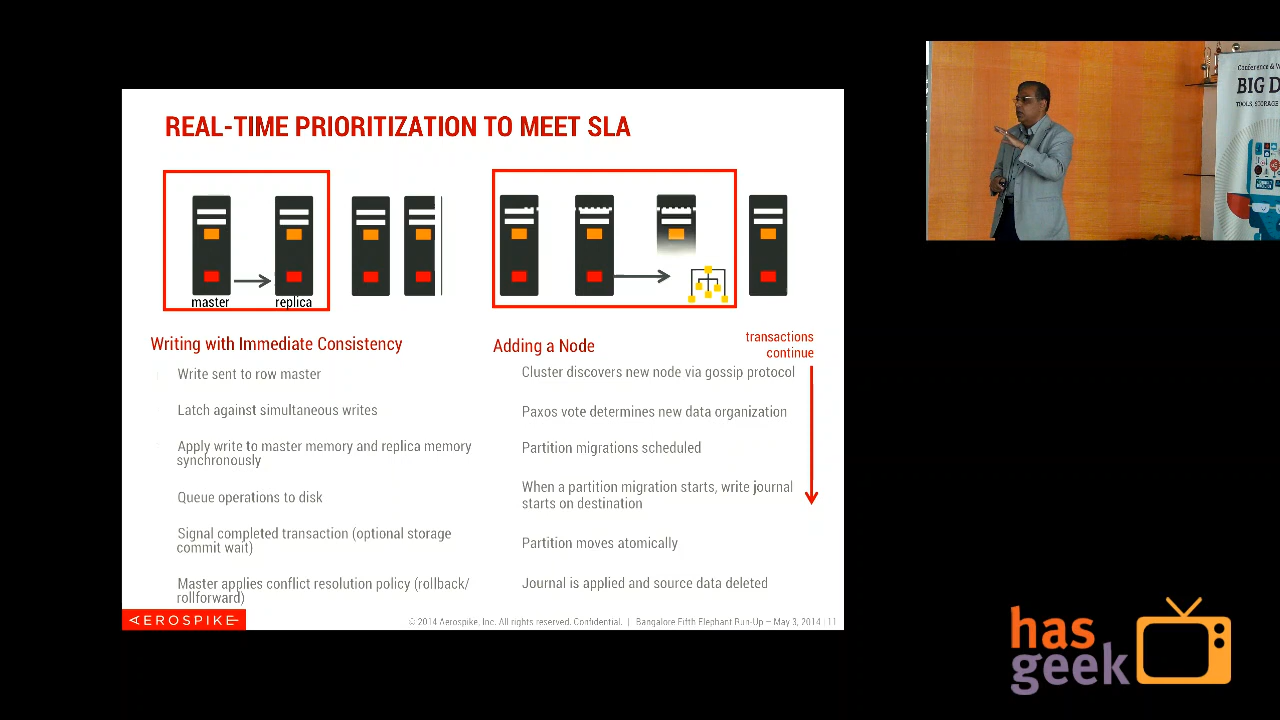 REAL-TIME PRIORITIZATION TO MEET SLA
master
replica
Writing with Immediate Consistency
Write sent to row master
Latch against simultaneous writes
Apply write to master memory and replica memory
synchronously
Queue operations to disk
Signal completed transaction (optional storage
commit wait)
Master applies conflict resolution policy (rollback/
rollforward)
Adding a Node
transactions
continue
Cluster discovers new node via gossip protocol
Paxos vote determines new data organization
Partition migrations scheduled
When a partition migration starts, write journal
starts on destination
Partition moves atomically
Journal is applied and source data deleted
AEROSPIKE
© 2014 Aerospike, Inc. All rights reserved. Confidential. | Bangalore Fifth Elephant Run-Up – May 3, 2014 | 11
Conference & W
BIG D
TOOLS, STORAGE
has
geek